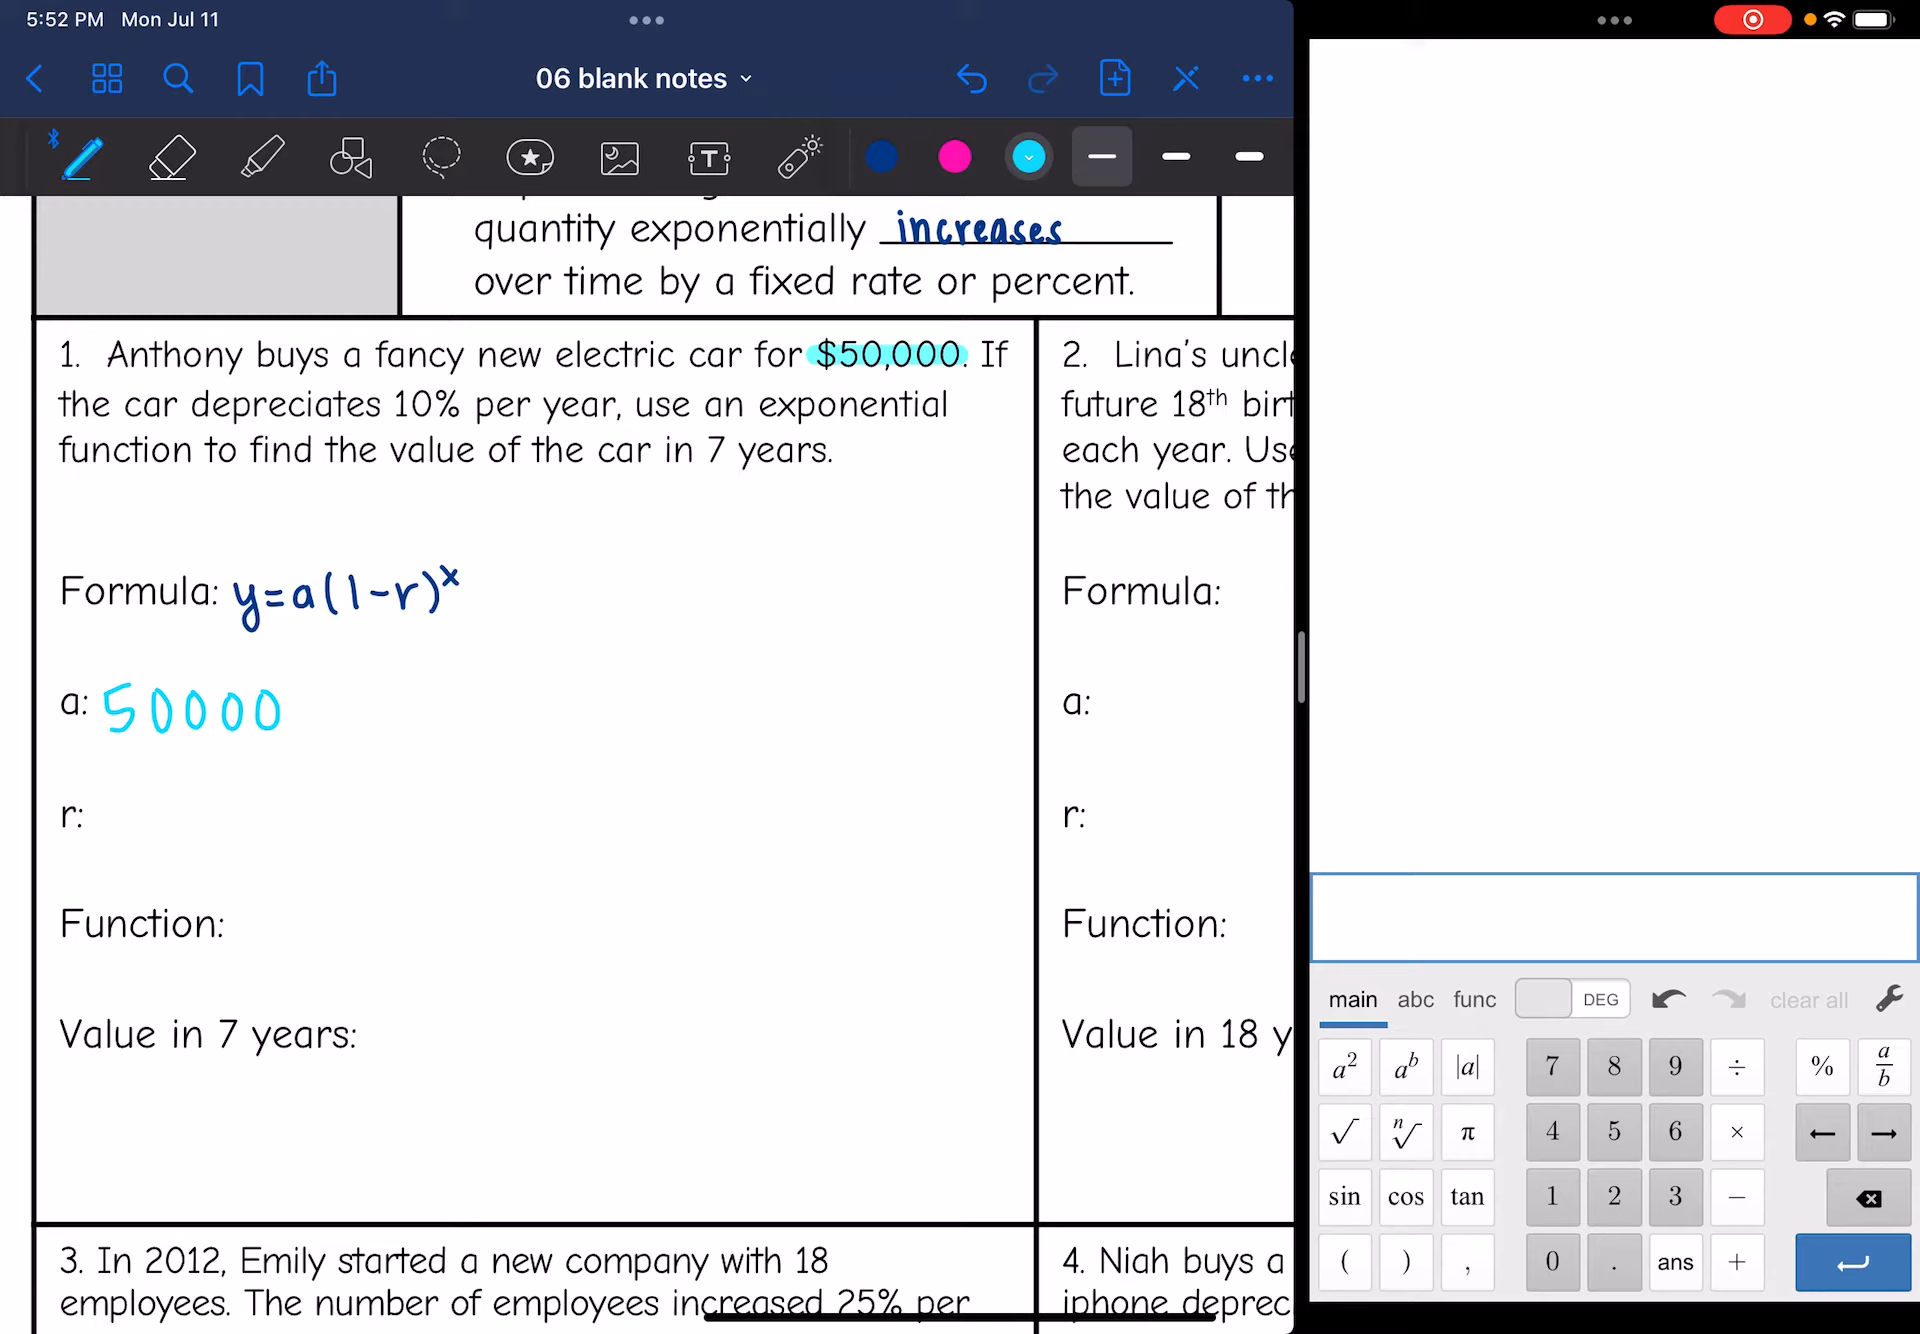 5:52 PM Mon Jul 11
06 blank notes
quantity exponentially increases
over time by a fixed rate or percent.
1. Anthony buys a fancy new electric car for $50,000. If
the car depreciates 10% per year, use an exponential
function to find the value of the car in 7 years.
Formula: y=a(1-r)^x
a: 50000
r:
Function:
Value in 7 years:
2. Lina's uncl
future 18th birt
each year. Use
the value of th
Formula:
a:
r:
Function:
Value in 18 y
3. In 2012, Emily started a new company with 18
employees. The number of employees increased 25% per
4. Niah buys a
iphone deprec
main abc func DEG clear all
a² a^b |a| 7 8 9 ÷ % a/b
√ ⁿ√ π 4 5 6 × ← →
sin cos tan 1 2 3 −
( ) , 0 . ans +